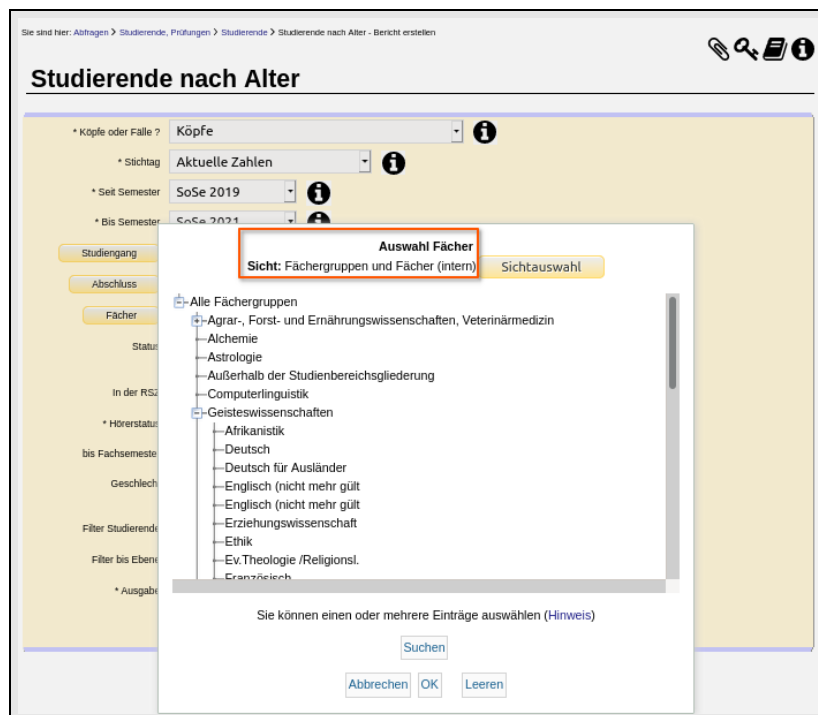 Sie sind hier: Abfragen > Studierende, Prüfungen > Studierende > Studierende nach Alter - Bericht erstellen
Studierende nach Alter
* Köpfe oder Fälle ? Köpfe
* Stichtag Aktuelle Zahlen
* Seit Semester SoSe 2019
* Bis Semester SoSe 2021
Studiengang
Abschluss
Fächer
Status
In der RSZ
* Hörerstatus
bis Fachsemester
Geschlech
Filter Studierende
Filter bis Ebene
* Ausgabe
Auswahl Fächer
Sicht: Fächergruppen und Fächer (intern) Sichtauswahl
Alle Fächergruppen
Agrar-, Forst- und Ernährungswissenschaften, Veterinärmedizin
Alchemie
Astrologie
Außerhalb der Studienbereichsgliederung
Computerlinguistik
Geisteswissenschaften
Afrikanistik
Deutsch
Deutsch für Ausländer
Englisch (nicht mehr gült
Englisch (nicht mehr gült
Erziehungswissenschaft
Ethik
Ev.Theologie /Religionsl.
Französisch
Sie können einen oder mehrere Einträge auswählen (Hinweis)
Suchen
Abbrechen OK Leeren